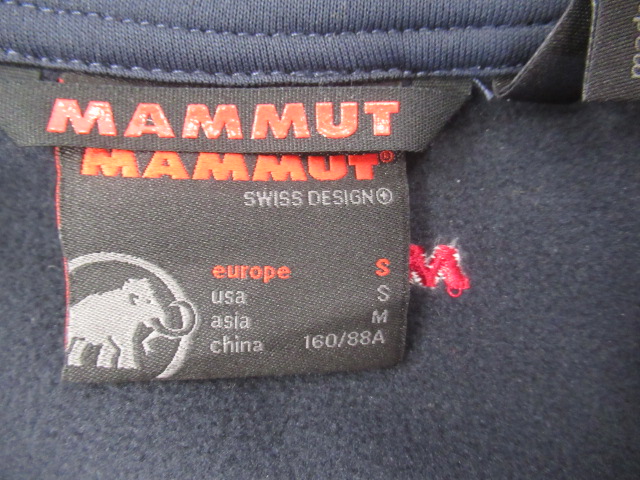 MAMMUT
MAMMUT®
SWISS DESIGN
europe S
usa S
asia M
china 160/88A
M